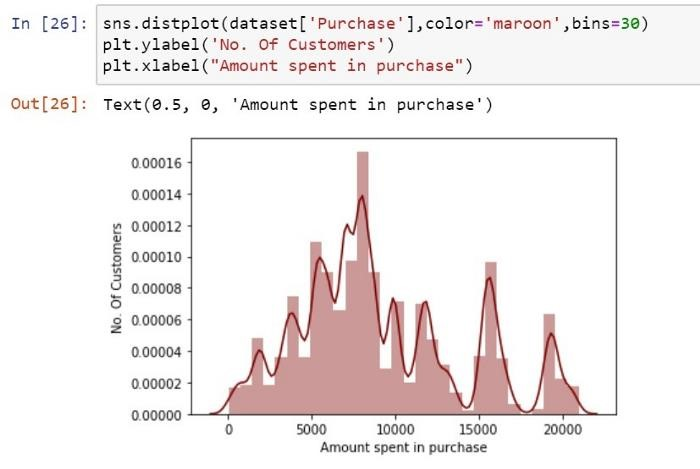 In [26]: sns.distplot(dataset['Purchase'],color='maroon',bins=30)
plt.ylabel('No. Of Customers')
plt.xlabel("Amount spent in purchase")
Out[26]: Text(0.5, 0, 'Amount spent in purchase')
0.00016
0.00014
0.00012
0.00010
0.00008
0.00006
0.00004
0.00002
0.00000
No. Of Customers
0 5000 10000 15000 20000
Amount spent in purchase